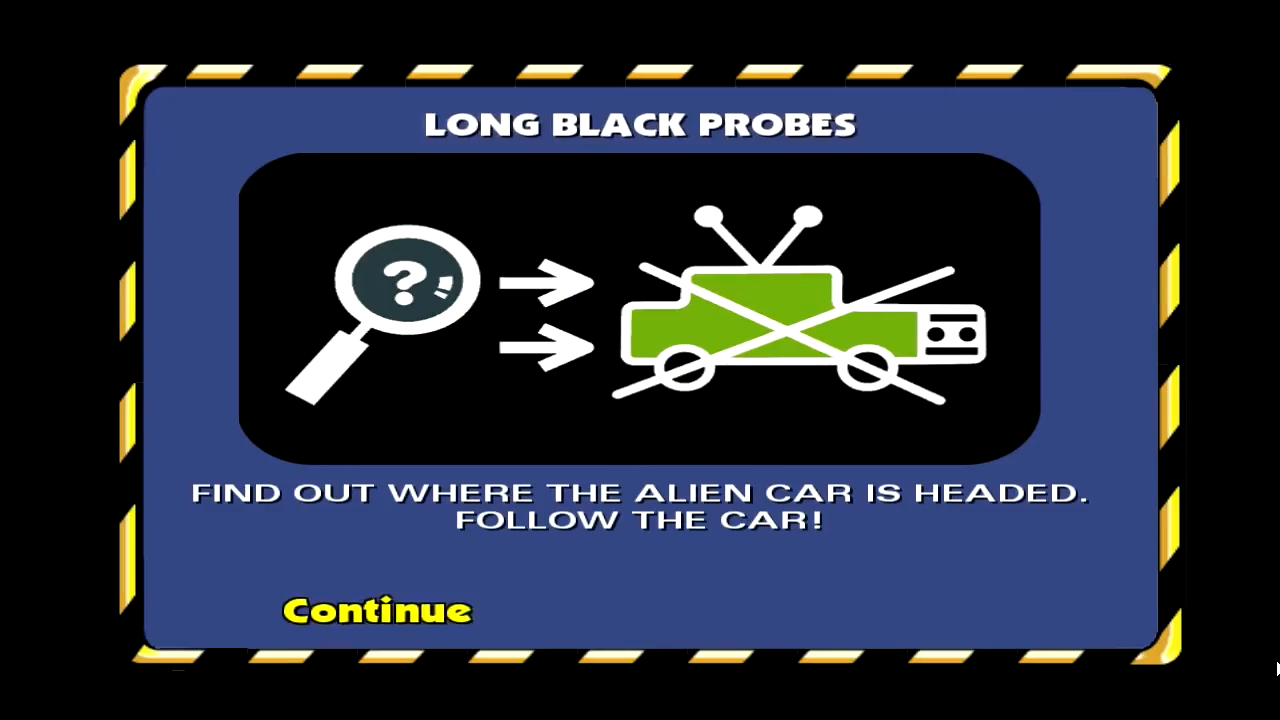 LONG BLACK PROBES
?
FIND OUT WHERE THE ALIEN CAR IS HEADED.
FOLLOW THE CAR!
Continue